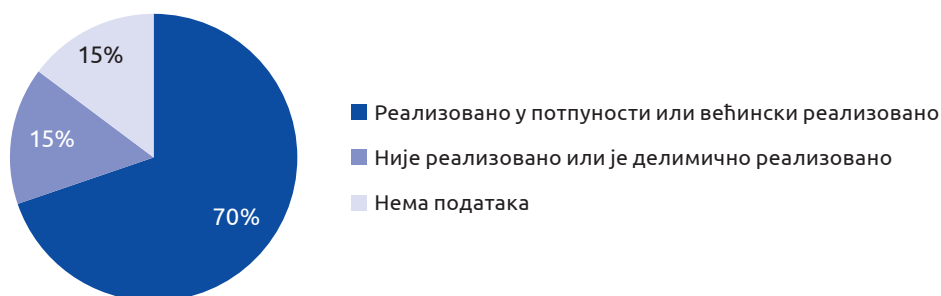 15%
15%
70%
Реализовано у потпуности или већински реализовано
Није реализовано или је делимично реализовано
Нема података